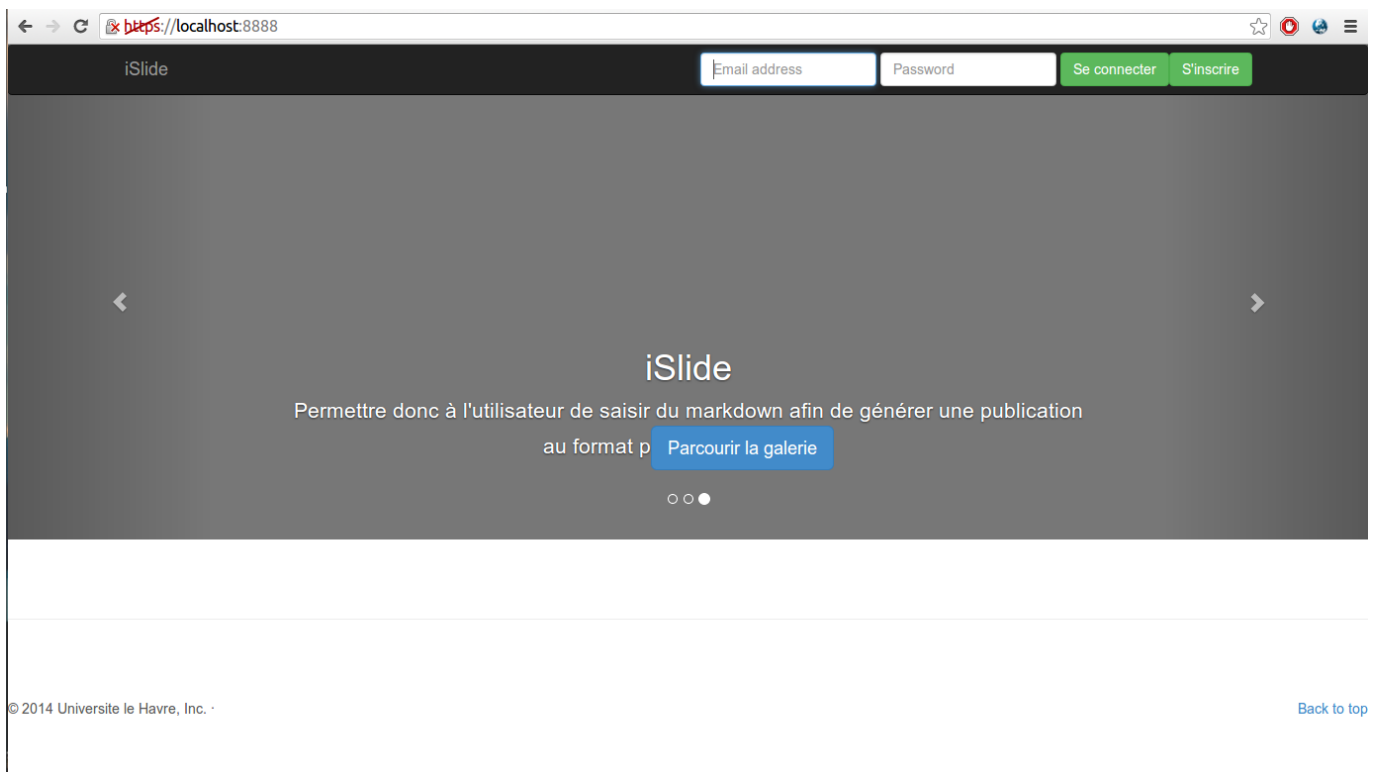 https://localhost:8888
iSlide Email address Password Se connecter S'inscrire
iSlide
Permettre donc à l'utilisateur de saisir du markdown afin de générer une publication
au format p Parcourir la galerie
© 2014 Universite le Havre, Inc. · Back to top